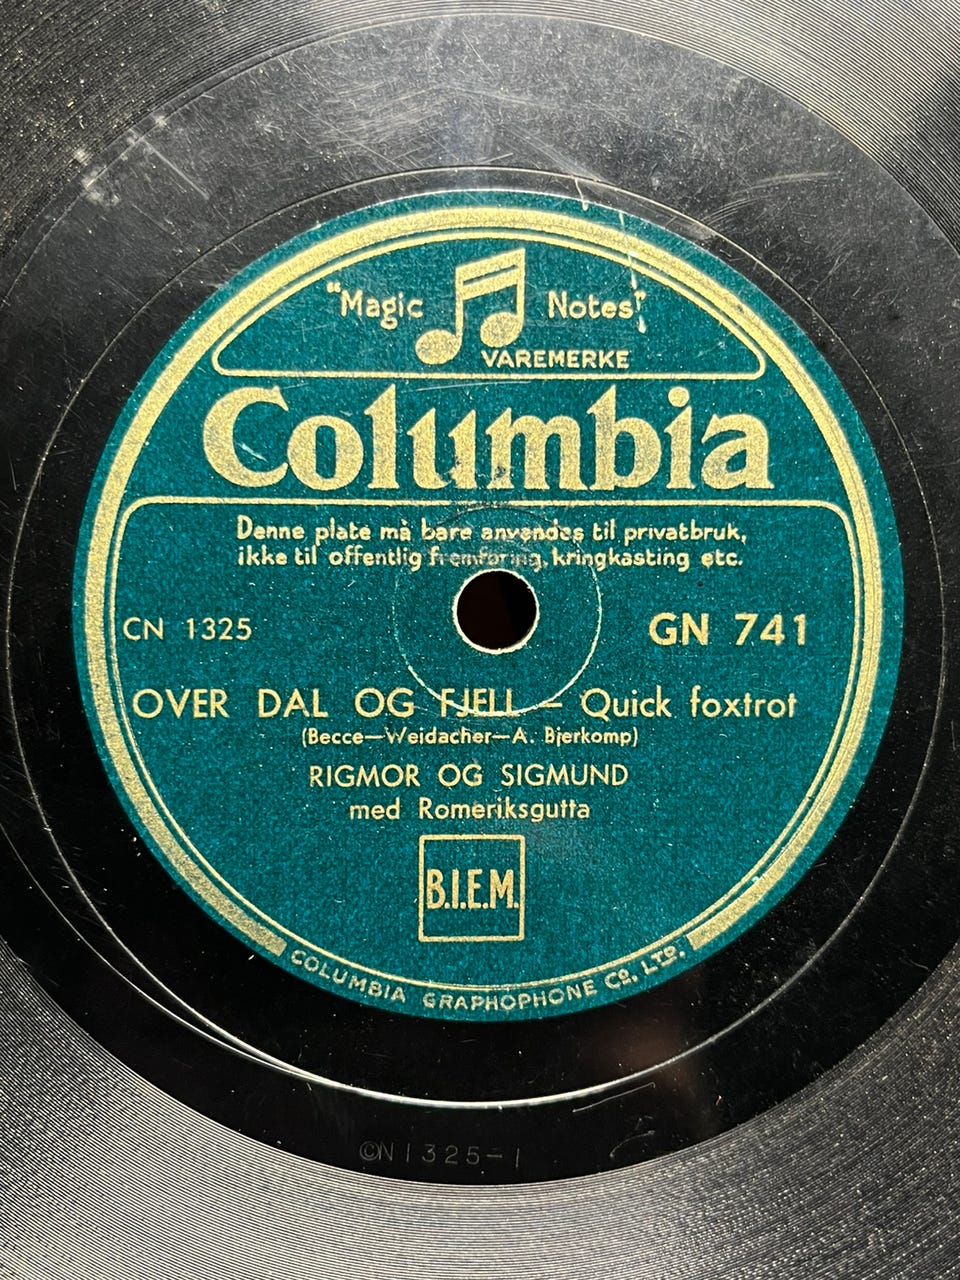 "Magic Notes"
VAREMERKE
Columbia
Denne plate må bare anvendes til privatbruk,
ikke til offentlig fremføring, kringkasting etc.
CN 1325
GN 741
OVER DAL OG FJELL – Quick foxtrot
(Becce—Weidacher—A. Bjerkomp)
RIGMOR OG SIGMUND
med Romeriksgutta
B.I.E.M.
COLUMBIA GRAPHOPHONE Co. LTD.
CN1325-1